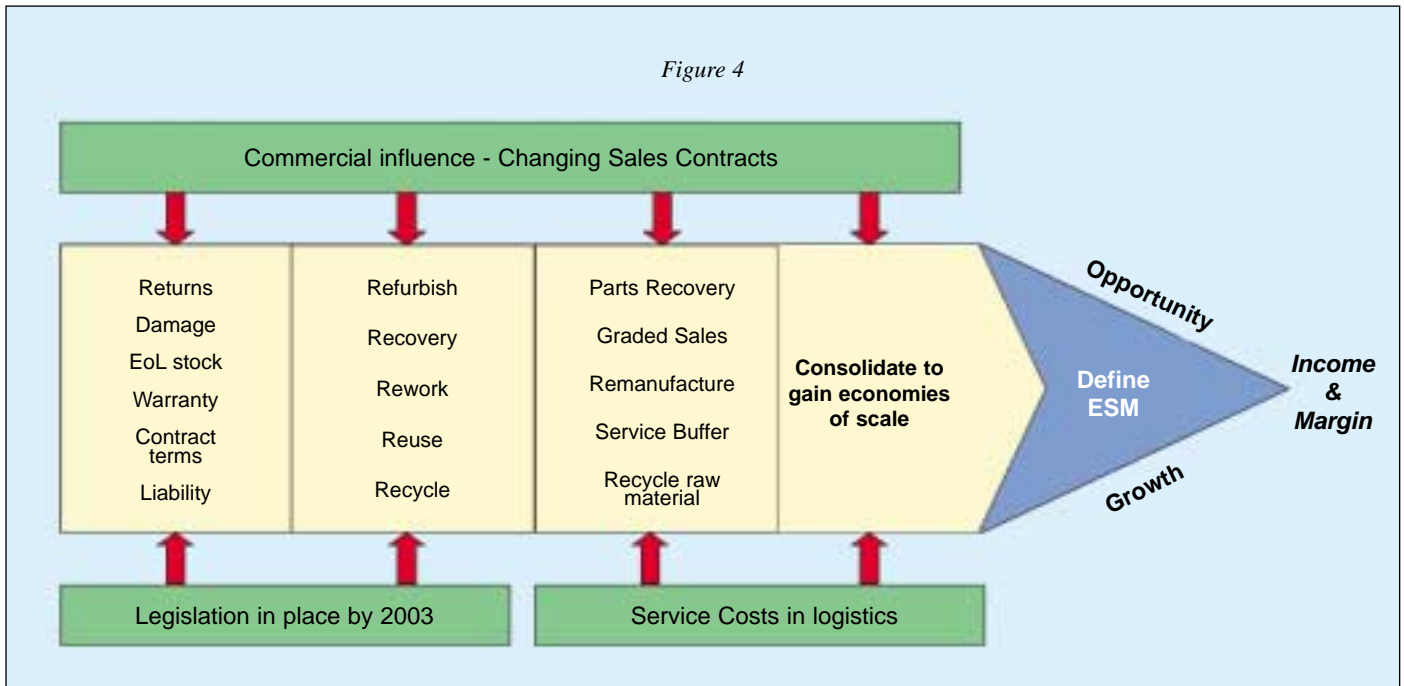 Figure 4
Commercial influence - Changing Sales Contracts
Returns
Damage
EoL stock
Warranty
Contract
terms
Liability
Refurbish
Recovery
Rework
Reuse
Recycle
Parts Recovery
Graded Sales
Remanufacture
Service Buffer
Recycle raw
material
Consolidate to
gain economies
of scale
Define
ESM
Opportunity
Growth
Income
&
Margin
Legislation in place by 2003
Service Costs in logistics